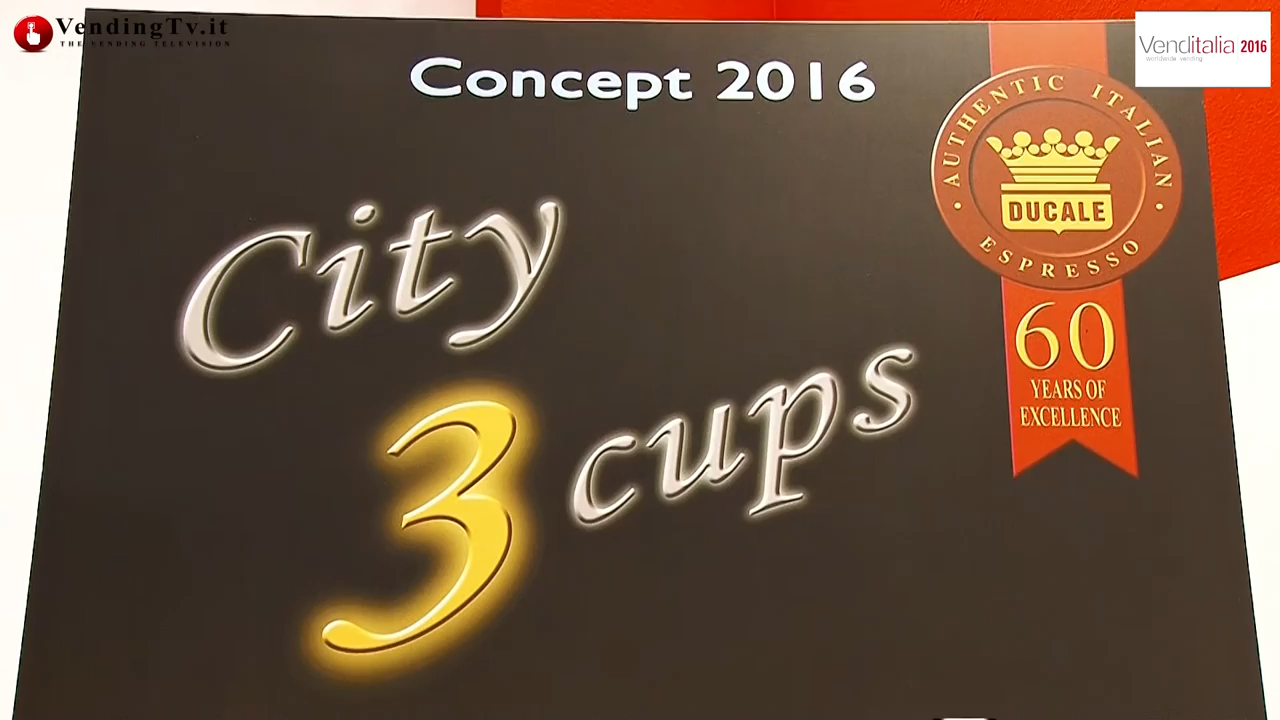 VendingTv.it
THE VENDING TELEVISION
Venditalia 2016
worldwide vending
Concept 2016
AUTHENTIC ITALIAN
DUCALE
ESPRESSO
City
3 cups
60
YEARS OF
EXCELLENCE